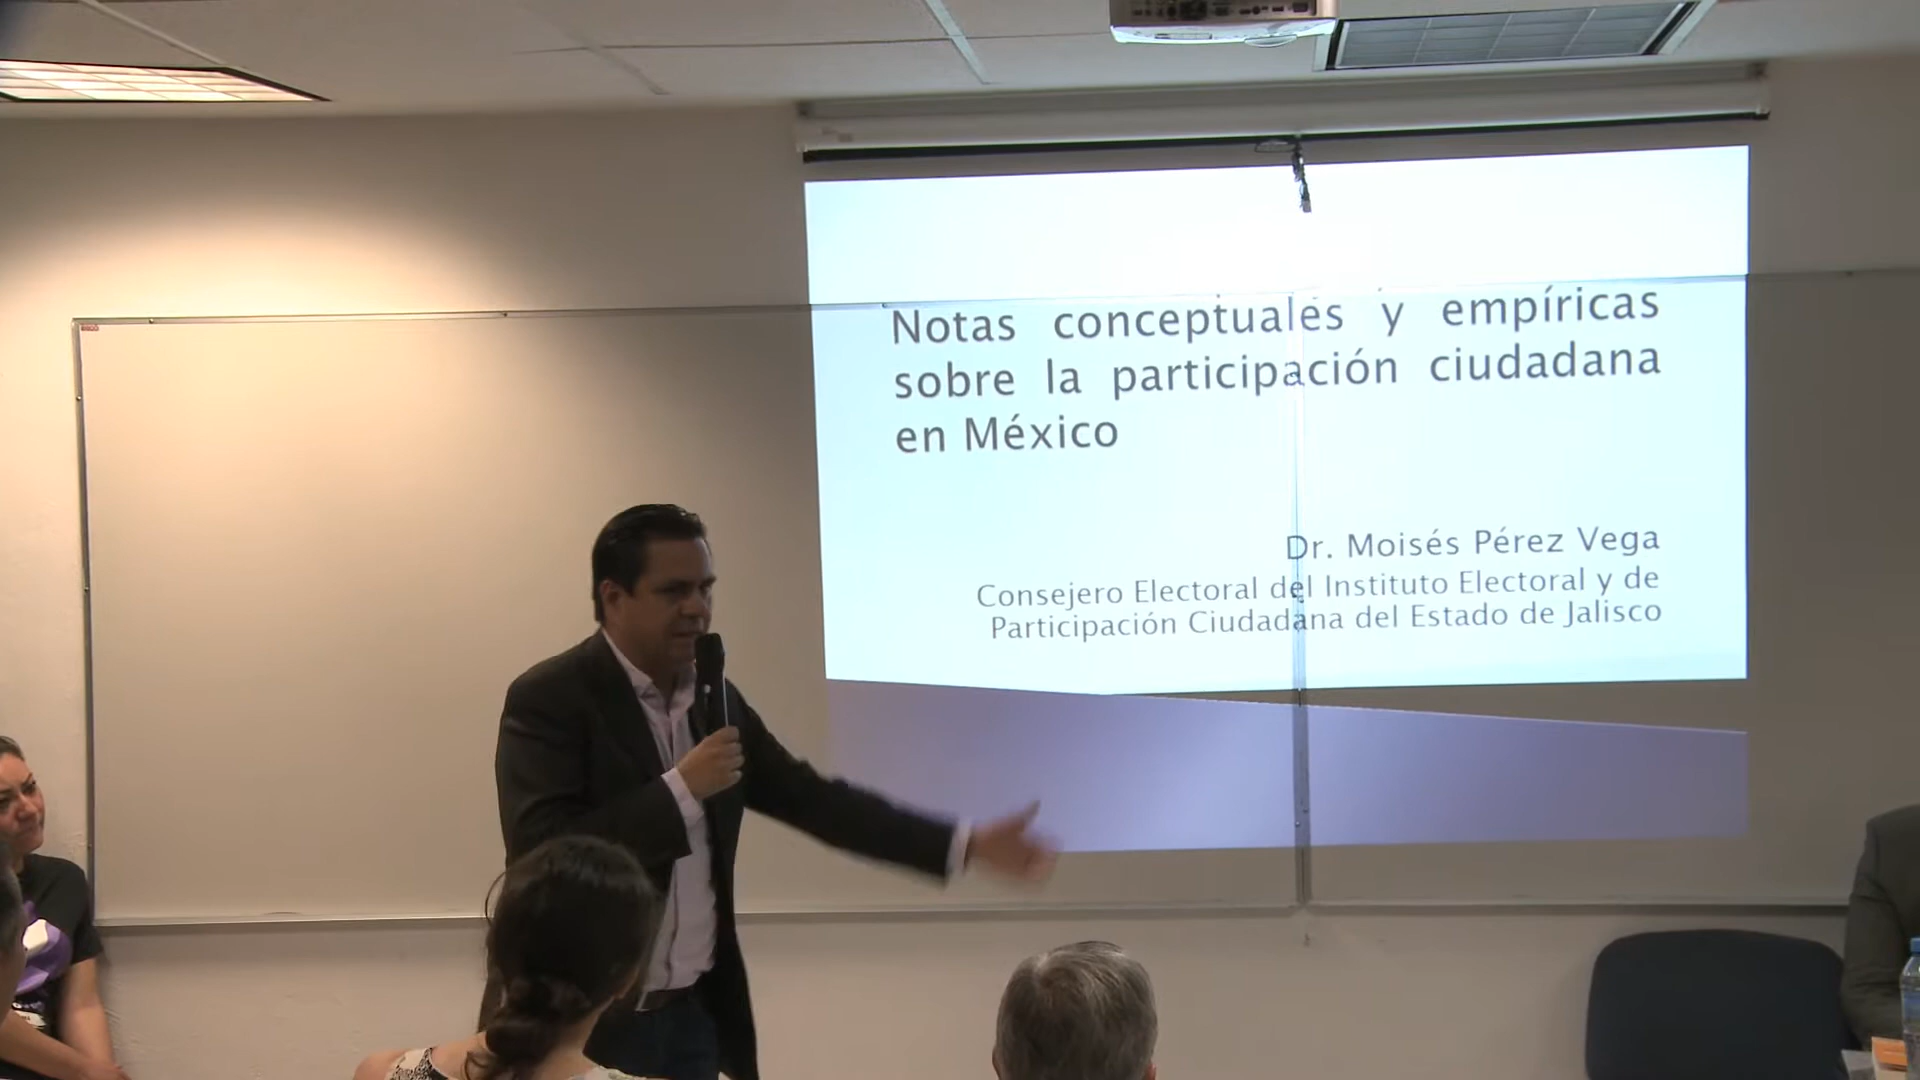 Notas conceptuales y empíricas
sobre la participación ciudadana
en México
Dr. Moisés Pérez Vega
Consejero Electoral del Instituto Electoral y de
Participación Ciudadana del Estado de Jalisco